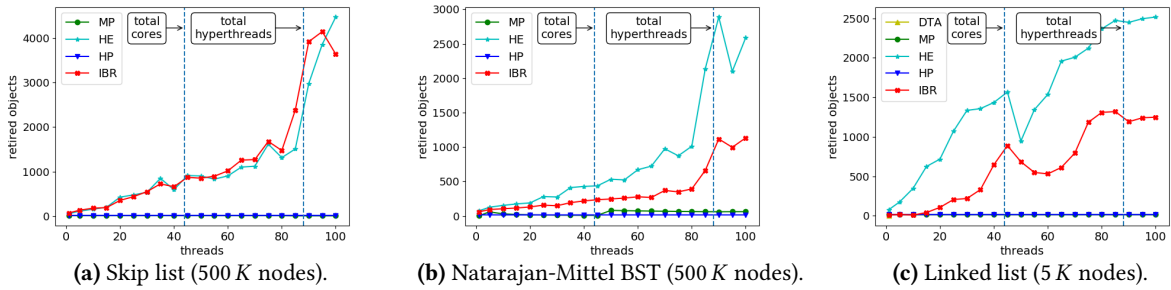 MP
HE
HP
IBR
total
cores
total
hyperthreads
retired objects
4000
3000
2000
1000
0
0 20 40 60 80 100
threads
(a) Skip list (500 K nodes).
MP
HE
HP
IBR
total
cores
total
hyperthreads
retired objects
3000
2500
2000
1500
1000
500
0
0 20 40 60 80 100
threads
(b) Natarajan-Mittel BST (500 K nodes).
DTA
MP
HE
HP
IBR
total
cores
total
hyperthreads
retired objects
2500
2000
1500
1000
500
0
0 20 40 60 80 100
threads
(c) Linked list (5 K nodes).